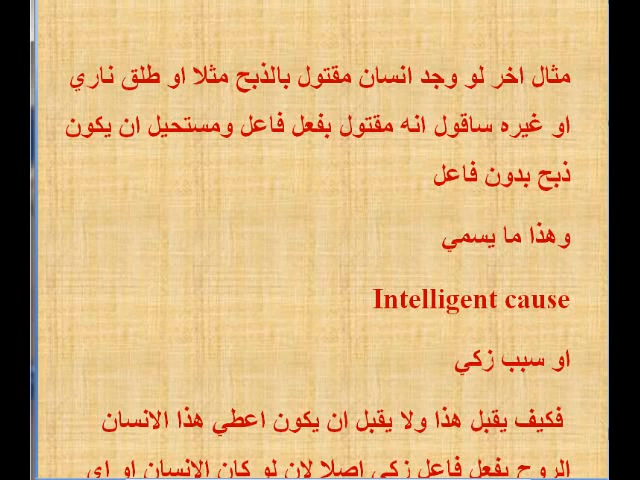 مثال اخر لو وجد انسان مقتول بالذبح مثلا او طلق ناري
او غيره ساقول انه مقتول بفعل فاعل ومستحيل ان يكون
ذبح بدون فاعل
وهذا ما يسمي
Intelligent cause
او سبب زكي
فكيف يقبل هذا ولا يقبل ان يكون اعطي هذا الانسان
الروح بفعل فاعل زكي اصلا لان لو كان الانسان او اي